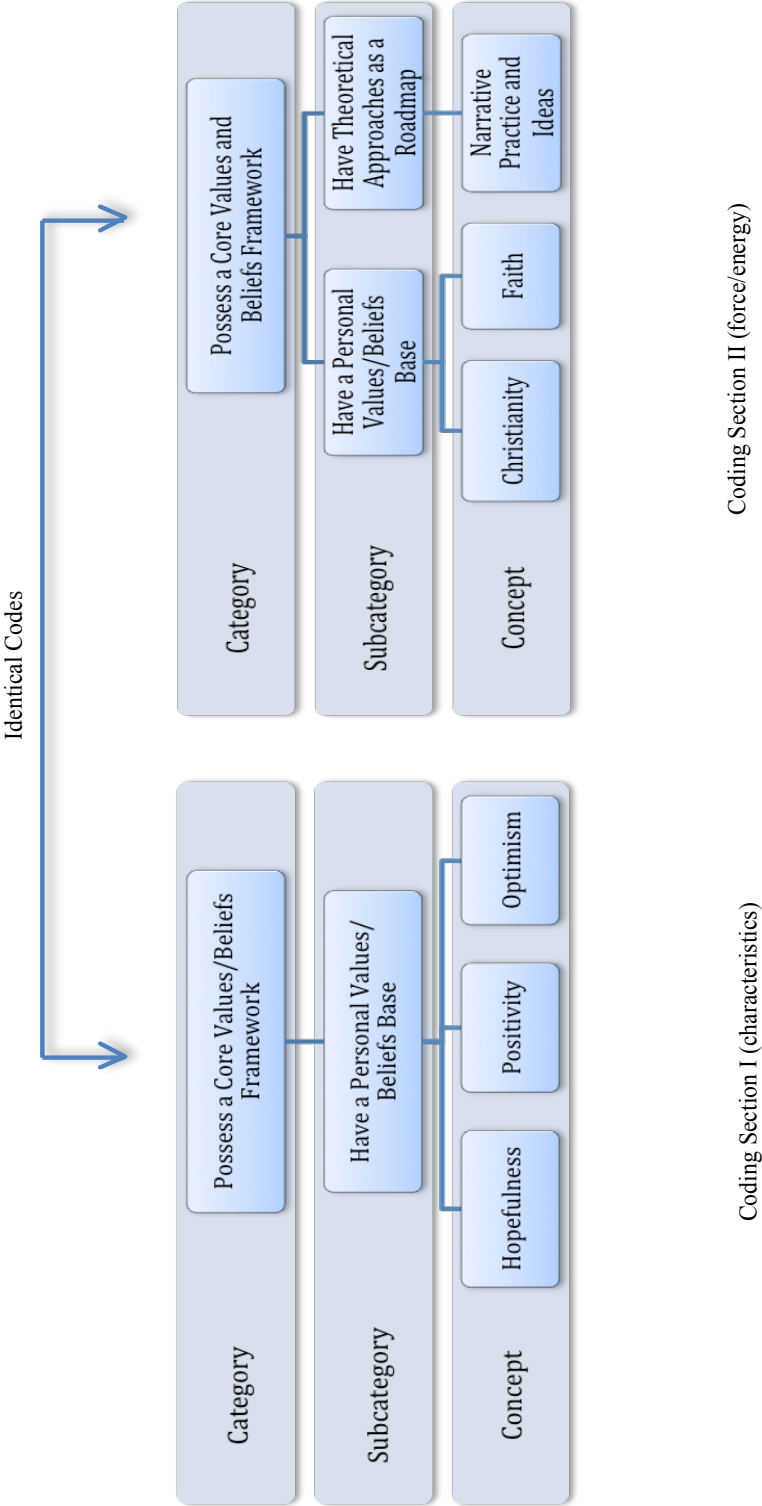 Identical Codes
Category
Possess a Core Values/Beliefs
Framework
Subcategory
Have a Personal Values/
Beliefs Base
Concept
Hopefulness
Positivity
Optimism
Coding Section I (characteristics)
Category
Possess a Core Values and
Beliefs Framework
Subcategory
Have a Personal
Values/Beliefs
Base
Have Theoretical
Approaches as a
Roadmap
Concept
Christianity
Faith
Narrative
Practice and
Ideas
Coding Section II (force/energy)